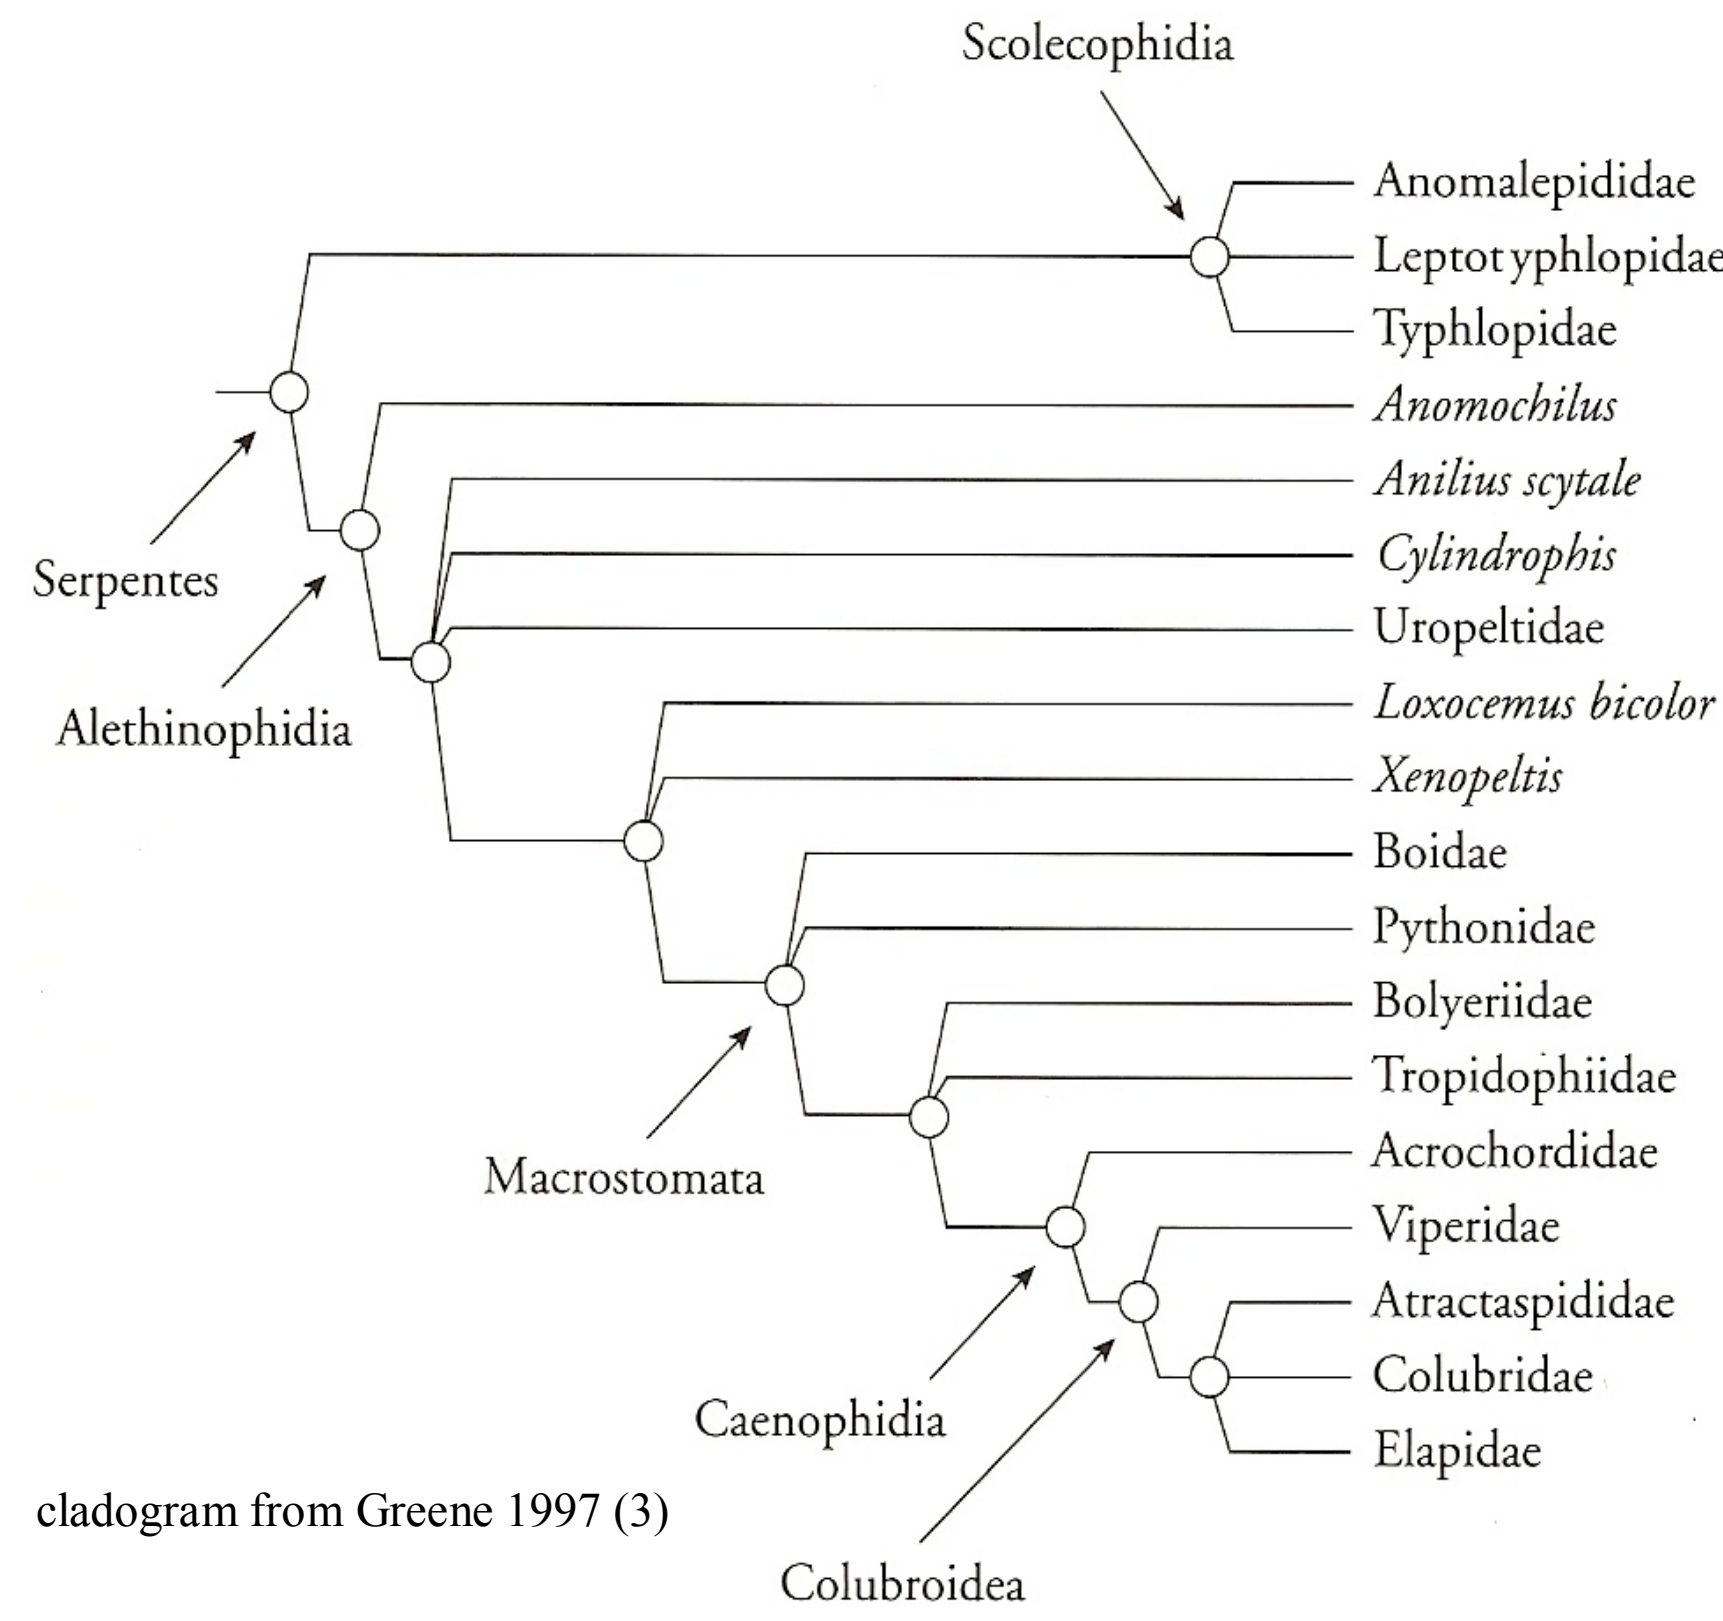 Scolecophidia
Anomalepididae
Leptotyphlopidae
Typhlopidae
Anomochilus
Anilius scytale
Cylindrophis
Serpentes
Uropeltidae
Loxocemus bicolor
Alethinophidia
Xenopeltis
Boidae
Pythonidae
Bolyeriidae
Tropidophiidae
Acrochordidae
Macrostomata
Viperidae
Atractaspididae
Colubridae
Caenophidia
Elapidae
cladogram from Greene 1997 (3)
Colubroidea